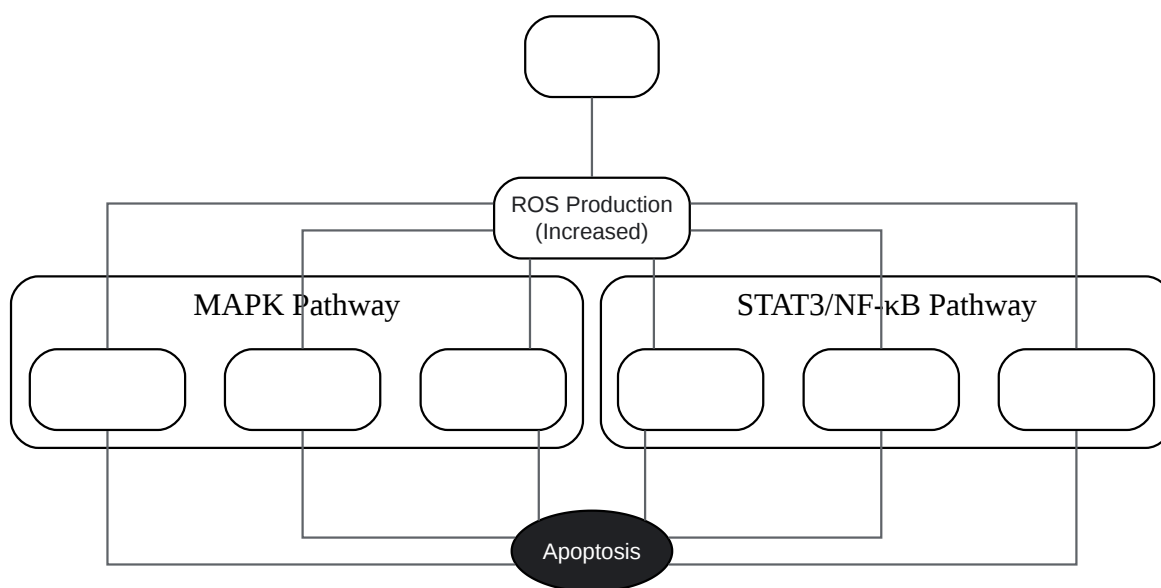 ROS Production
(Increased)
MAPK Pathway
STAT3/NF-κB Pathway
Apoptosis